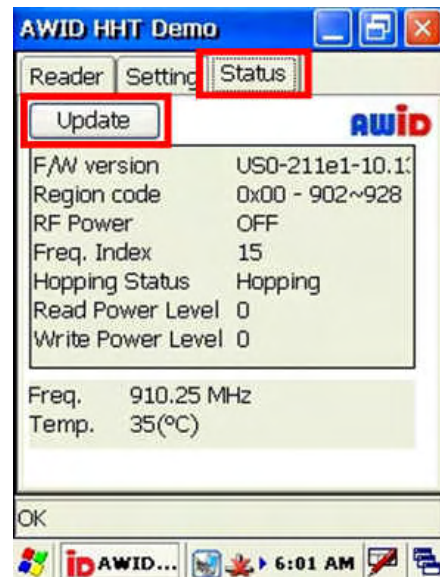 AWID HHT Demo
Reader Setting Status
Update AWiD
F/W version US0-211e1-10.1
Region code 0x00 - 902~928
RF Power OFF
Freq. Index 15
Hopping Status Hopping
Read Power Level 0
Write Power Level 0
Freq. 910.25 MHz
Temp. 35(°C)
OK
iD AWID... 6:01 AM